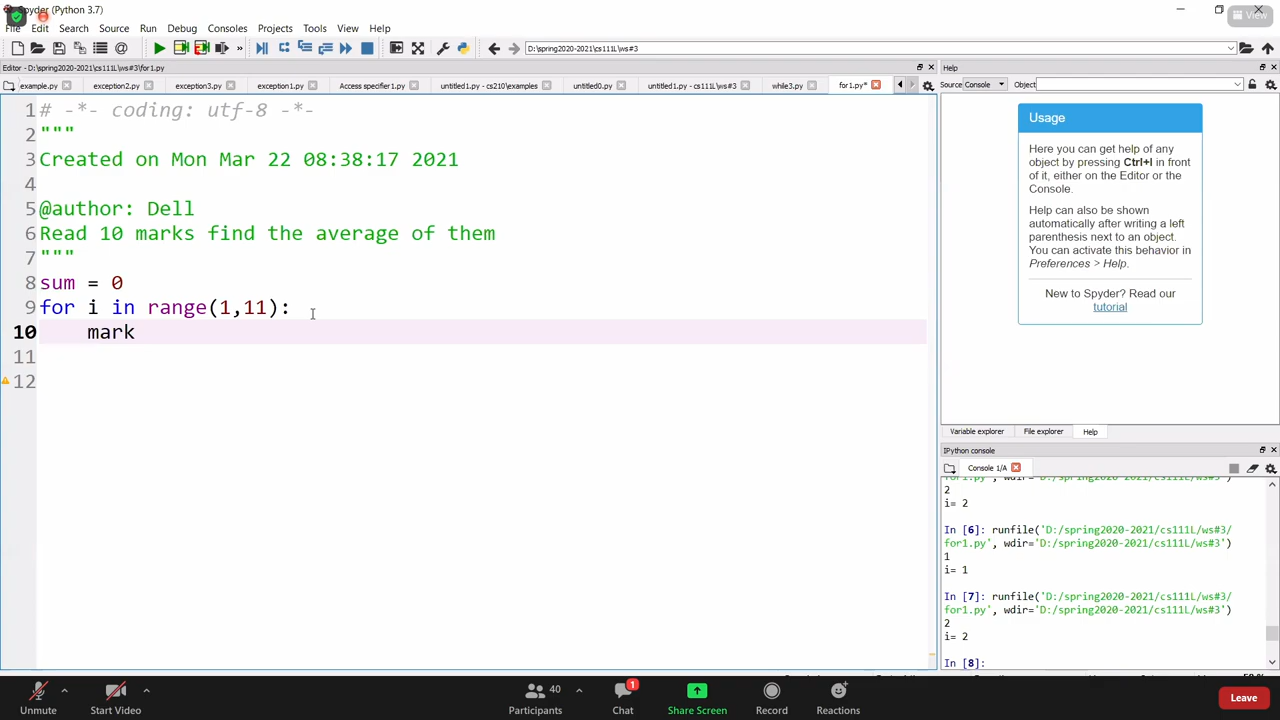 Spyder (Python 3.7)
View
File Edit Search Source Run Debug Consoles Projects Tools View Help
D:\spring2020-2021\cs111L\ws#3
Editor - D:\spring2020-2021\cs111L\ws#3\for1.py
Help
example.py exception2.py exception3.py exception1.py Access specifier1.py untitled1.py - cs210\examples untitled0.py untitled1.py - cs111L\ws#3 while3.py for1.py*
Source Console Object
1 # -*- coding: utf-8 -*-
2 """
3 Created on Mon Mar 22 08:38:17 2021
4
5 @author: Dell
6 Read 10 marks find the average of them
7 """
8 sum = 0
9 for i in range(1,11):
10 mark
11
12
Usage
Here you can get help of any
object by pressing Ctrl+I in front
of it, either on the Editor or the
Console.
Help can also be shown
automatically after writing a left
parenthesis next to an object.
You can activate this behavior in
Preferences > Help.
New to Spyder? Read our
tutorial
Variable explorer File explorer Help
IPython console
Console 1/A
for1.py', wdir='D:/spring2020-2021/cs111L/ws#3')
2
i= 2
In [6]: runfile('D:/spring2020-2021/cs111L/ws#3/
for1.py', wdir='D:/spring2020-2021/cs111L/ws#3')
1
i= 1
In [7]: runfile('D:/spring2020-2021/cs111L/ws#3/
for1.py', wdir='D:/spring2020-2021/cs111L/ws#3')
2
i= 2
In [8]:
Unmute Start Video Participants 40 Chat 1 Share Screen Record Reactions Leave